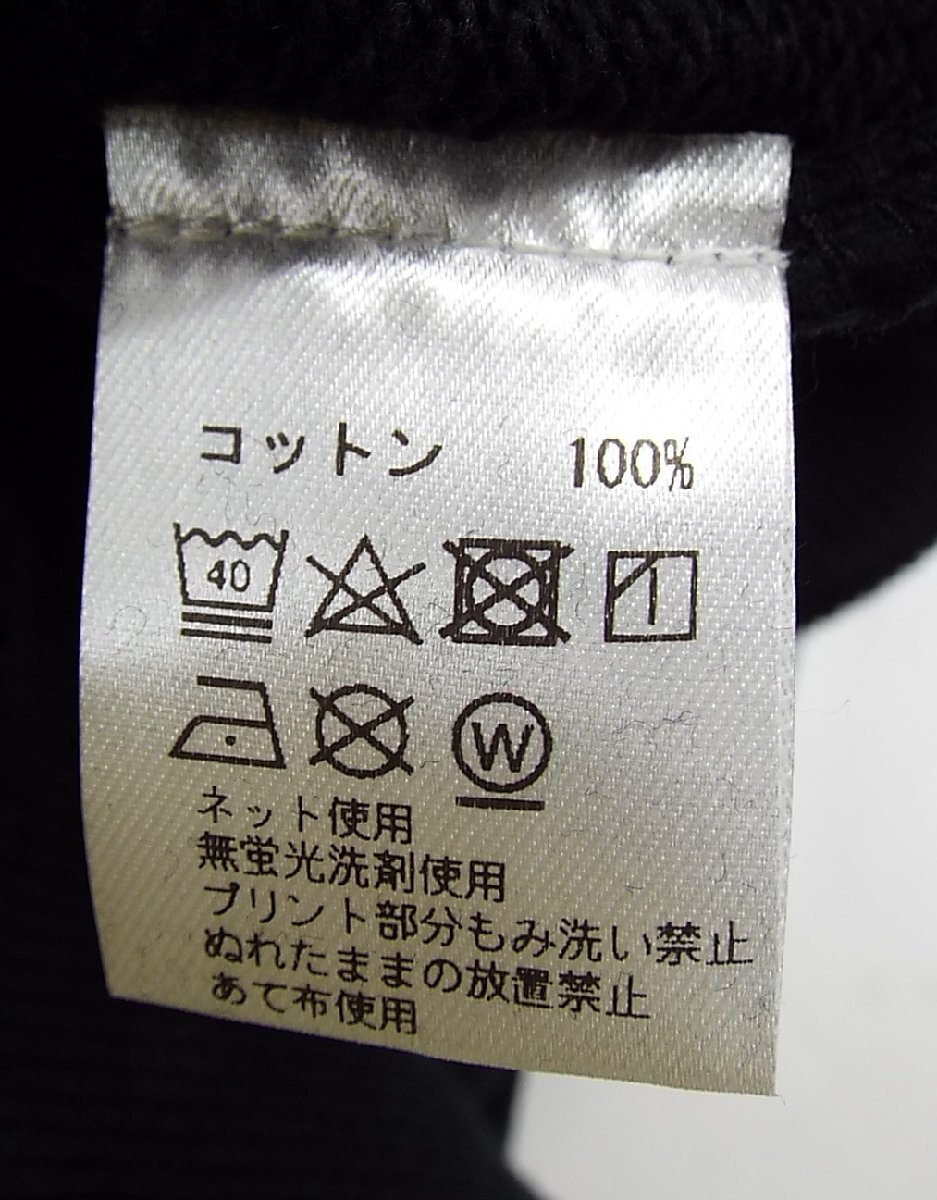 コットン 100%
40
W
ネット使用
無蛍光洗剤使用
プリント部分もみ洗い禁止
ぬれたままの放置禁止
あて布使用